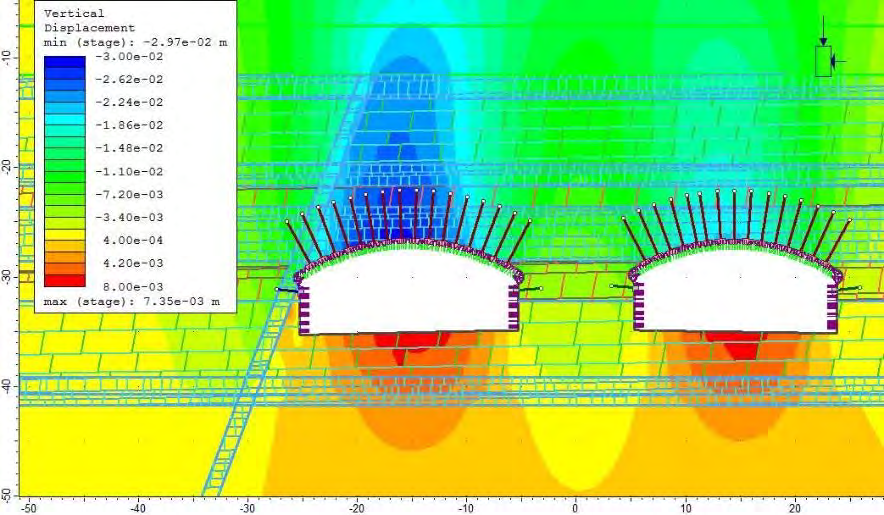 Vertical
Displacement
min (stage): -2.97e-02 m
-3.00e-02
-2.62e-02
-2.24e-02
-1.86e-02
-1.48e-02
-1.10e-02
-7.20e-03
-3.40e-03
4.00e-04
4.20e-03
8.00e-03
max (stage): 7.35e-03 m
-10
-20
-30
-40
-50
-50
-40
-30
-20
-10
0
10
20